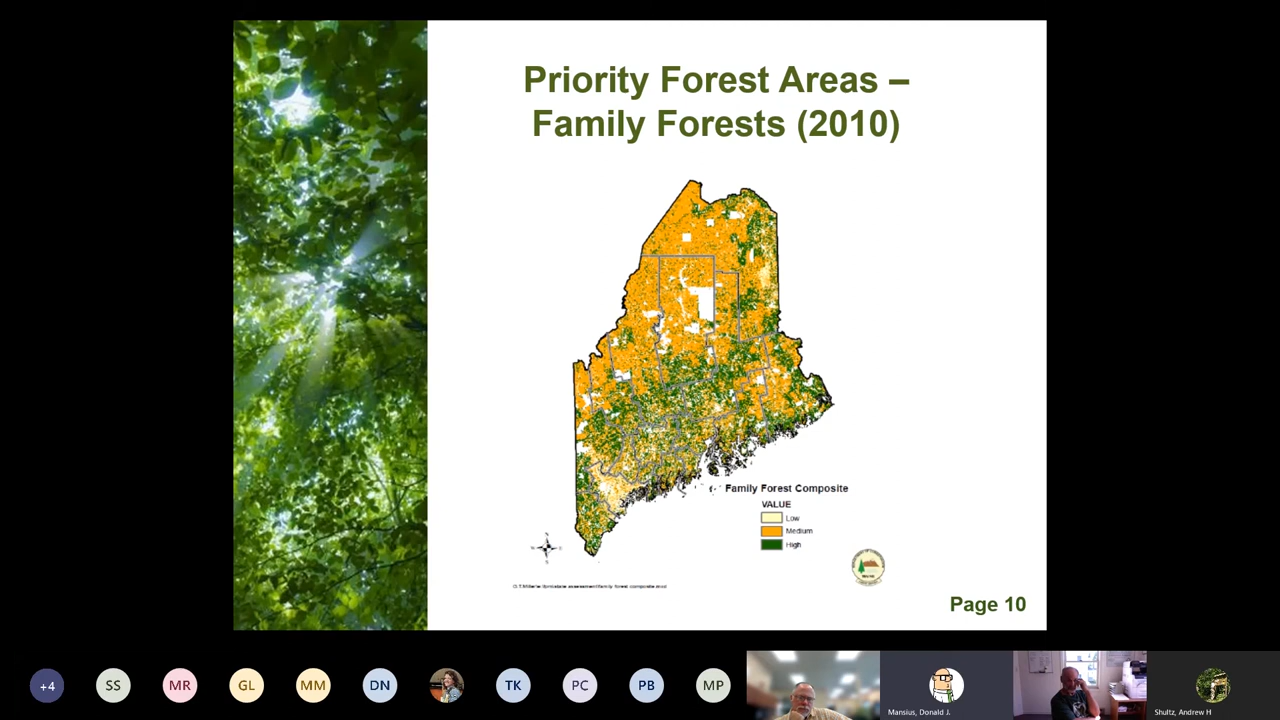 Priority Forest Areas –
Family Forests (2010)
Family Forest Composite
VALUE
Low
Medium
High
Page 10
+4
SS
MR
GL
MM
DN
TK
PC
PB
MP
Mansius, Donald J.
Shultz, Andrew H